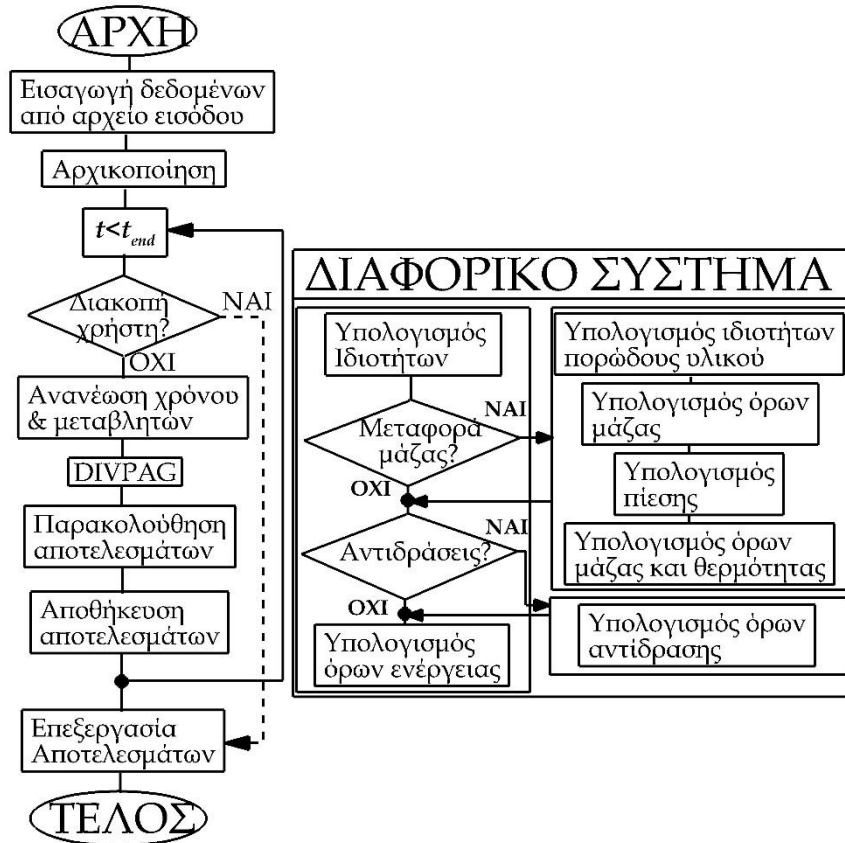 ΑΡΧΗ
Εισαγωγή δεδομένων
από αρχείο εισόδου
Αρχικοποίηση
t<t_end
Διακοπή
χρήστη?
ΝΑΙ
ΟΧΙ
Ανανέωση χρόνου
& μεταβλητών
DIVPAG
Παρακολούθηση
αποτελεσμάτων
Αποθήκευση
αποτελεσμάτων
Επεξεργασία
Αποτελεσμάτων
ΤΕΛΟΣ
ΔΙΑΦΟΡΙΚΟ ΣΥΣΤΗΜΑ
Υπολογισμός
Ιδιοτήτων
Μεταφορά
μάζας?
ΝΑΙ
ΟΧΙ
Αντιδράσεις?
ΝΑΙ
ΟΧΙ
Υπολογισμός
όρων ενέργειας
Υπολογισμός ιδιοτήτων
πορώδους υλικού
Υπολογισμός όρων
μάζας
Υπολογισμός
πίεσης
Υπολογισμός όρων
μάζας και θερμότητας
Υπολογισμός όρων
αντίδρασης